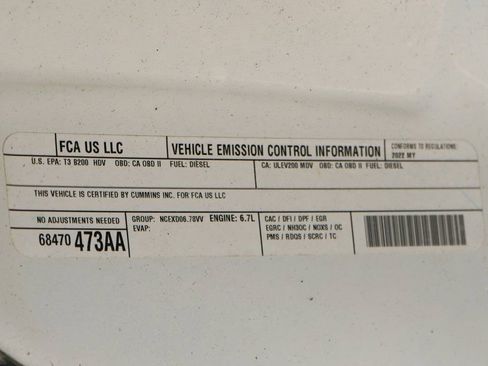 FCA US LLC
VEHICLE EMISSION CONTROL INFORMATION
CONFORMS TO REGULATIONS:
2022 MY
U.S. EPA: T3 B200 HDV OBD: CA OBD II FUEL: DIESEL
CA: ULEV200 MDV OBD: CA OBD II FUEL: DIESEL
THIS VEHICLE IS CERTIFIED BY CUMMINS INC. FOR FCA US LLC
NO ADJUSTMENTS NEEDED
68470 473AA
GROUP: NCEXD06.78VV ENGINE: 6.7L
EVAP:
CAC / DFI / DPF / EGR
EGRC / NH3OC / NOXS / OC
PMS / RDQS / SCRC / TC